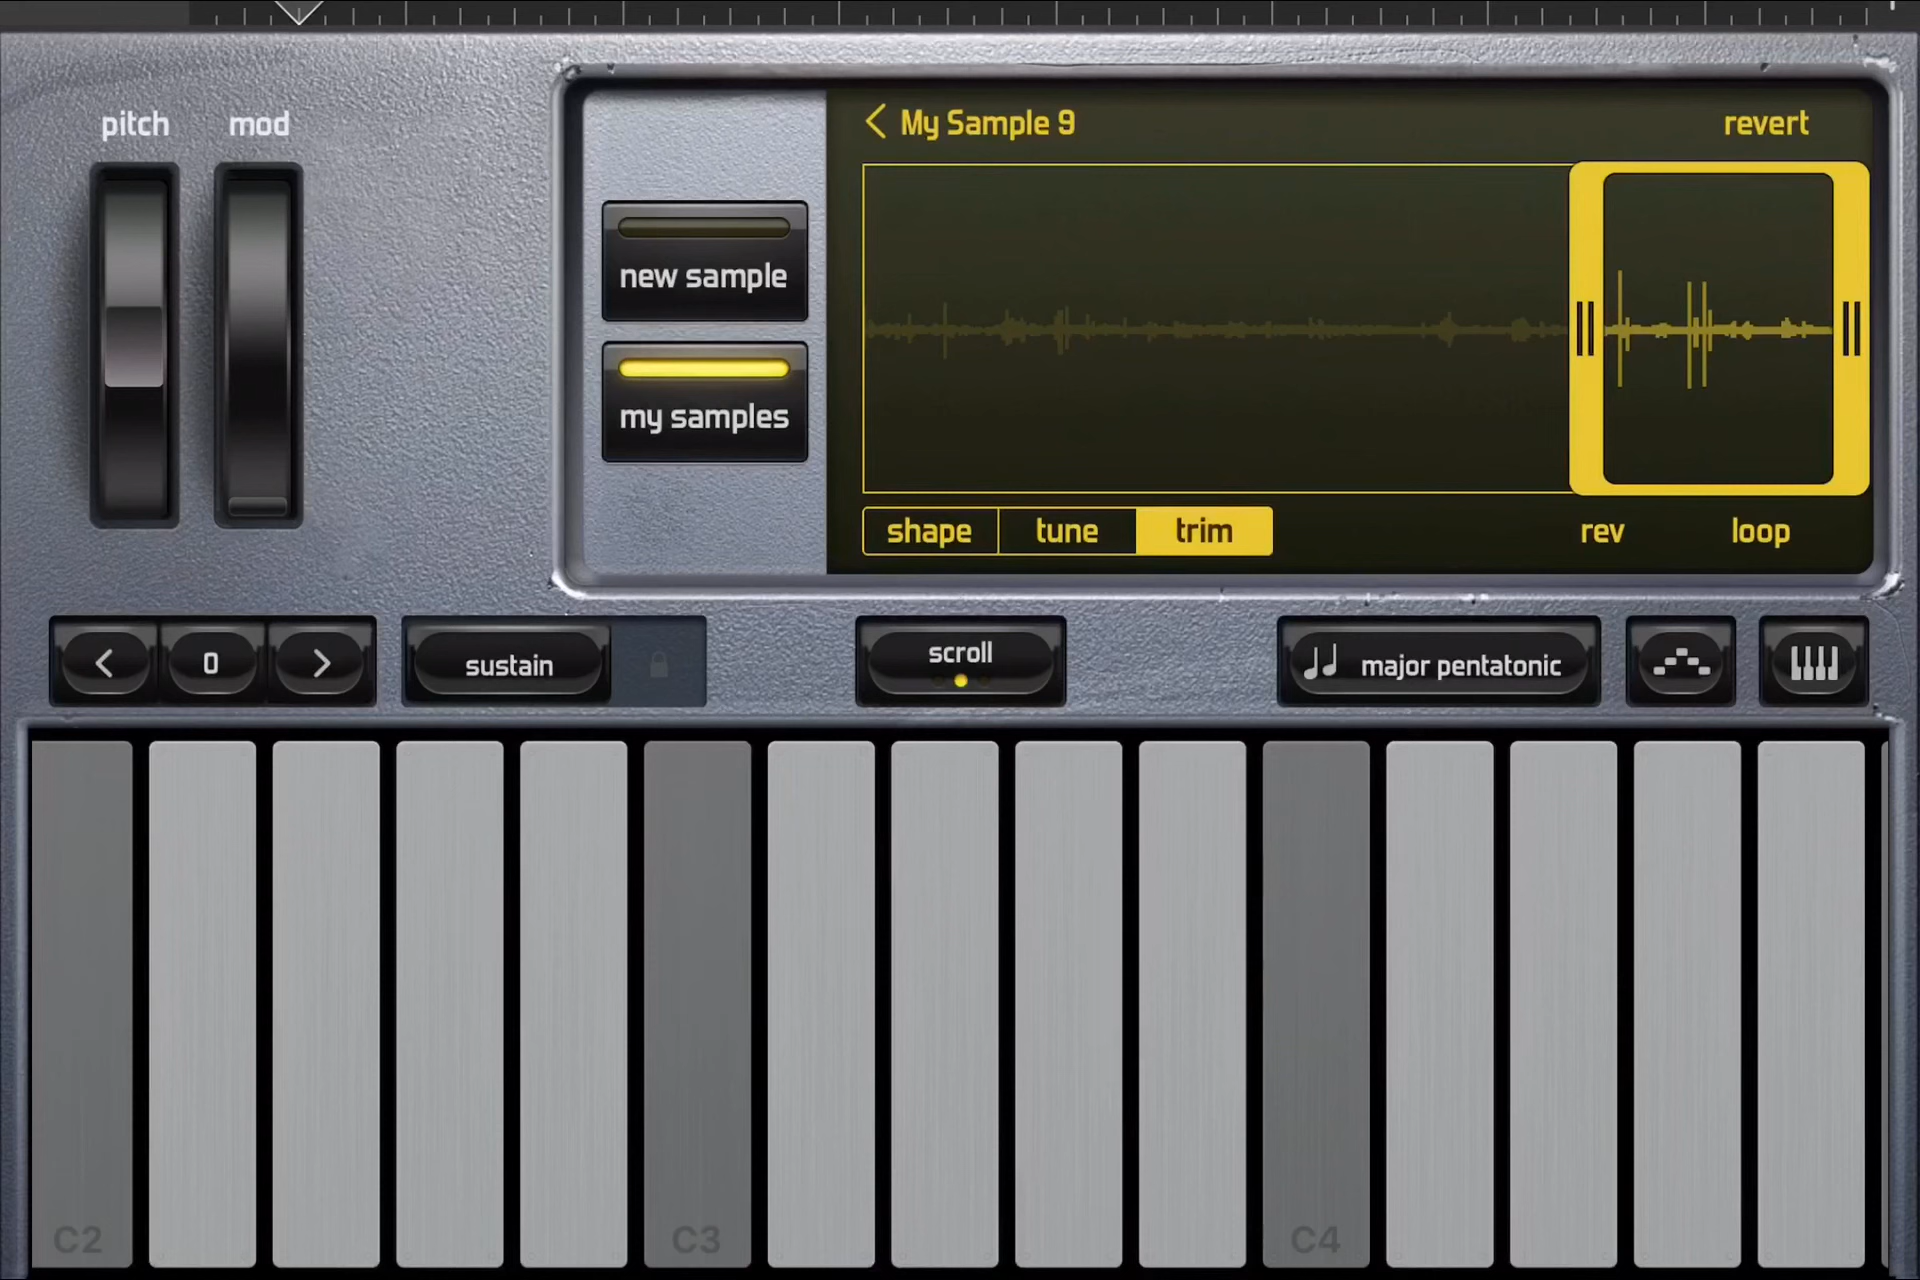 pitch
mod
My Sample 9
revert
new sample
my samples
shape
tune
trim
rev
loop
0
sustain
scroll
major pentatonic
C2
C3
C4